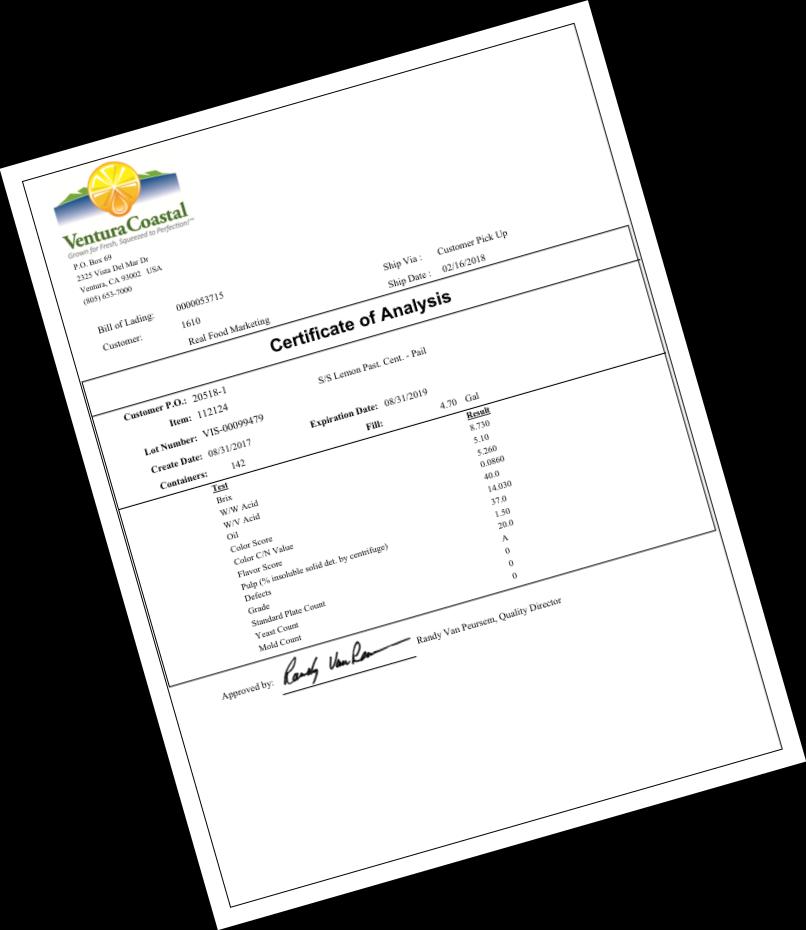 Ventura Coastal
Grown for Fresh, Squeezed to Perfection!™
P.O. Box 69
2325 Vista Del Mar Dr
Ventura, CA 93002 USA
(805) 653-7000
Ship Via : Customer Pick Up
Ship Date : 02/16/2018
Bill of Lading: 0000053715
Customer: 1610 Real Food Marketing
Certificate of Analysis
Customer P.O.: 20518-1
Item: 112124 S/S Lemon Past. Cent. - Pail
Lot Number: VIS-00099479
Create Date: 08/31/2017 Expiration Date: 08/31/2019
Containers: 142 Fill: 4.70 Gal
Test Result
Brix 8.730
W/W Acid 5.10
W/V Acid 5.260
Oil 0.0860
Color Score 40.0
Color C/N Value 14.030
Flavor Score 37.0
Pulp (% insoluble solid det. by centrifuge) 1.50
Defects 20.0
Grade A
Standard Plate Count 0
Yeast Count 0
Mold Count 0
Approved by: Randy Van Peursem, Quality Director